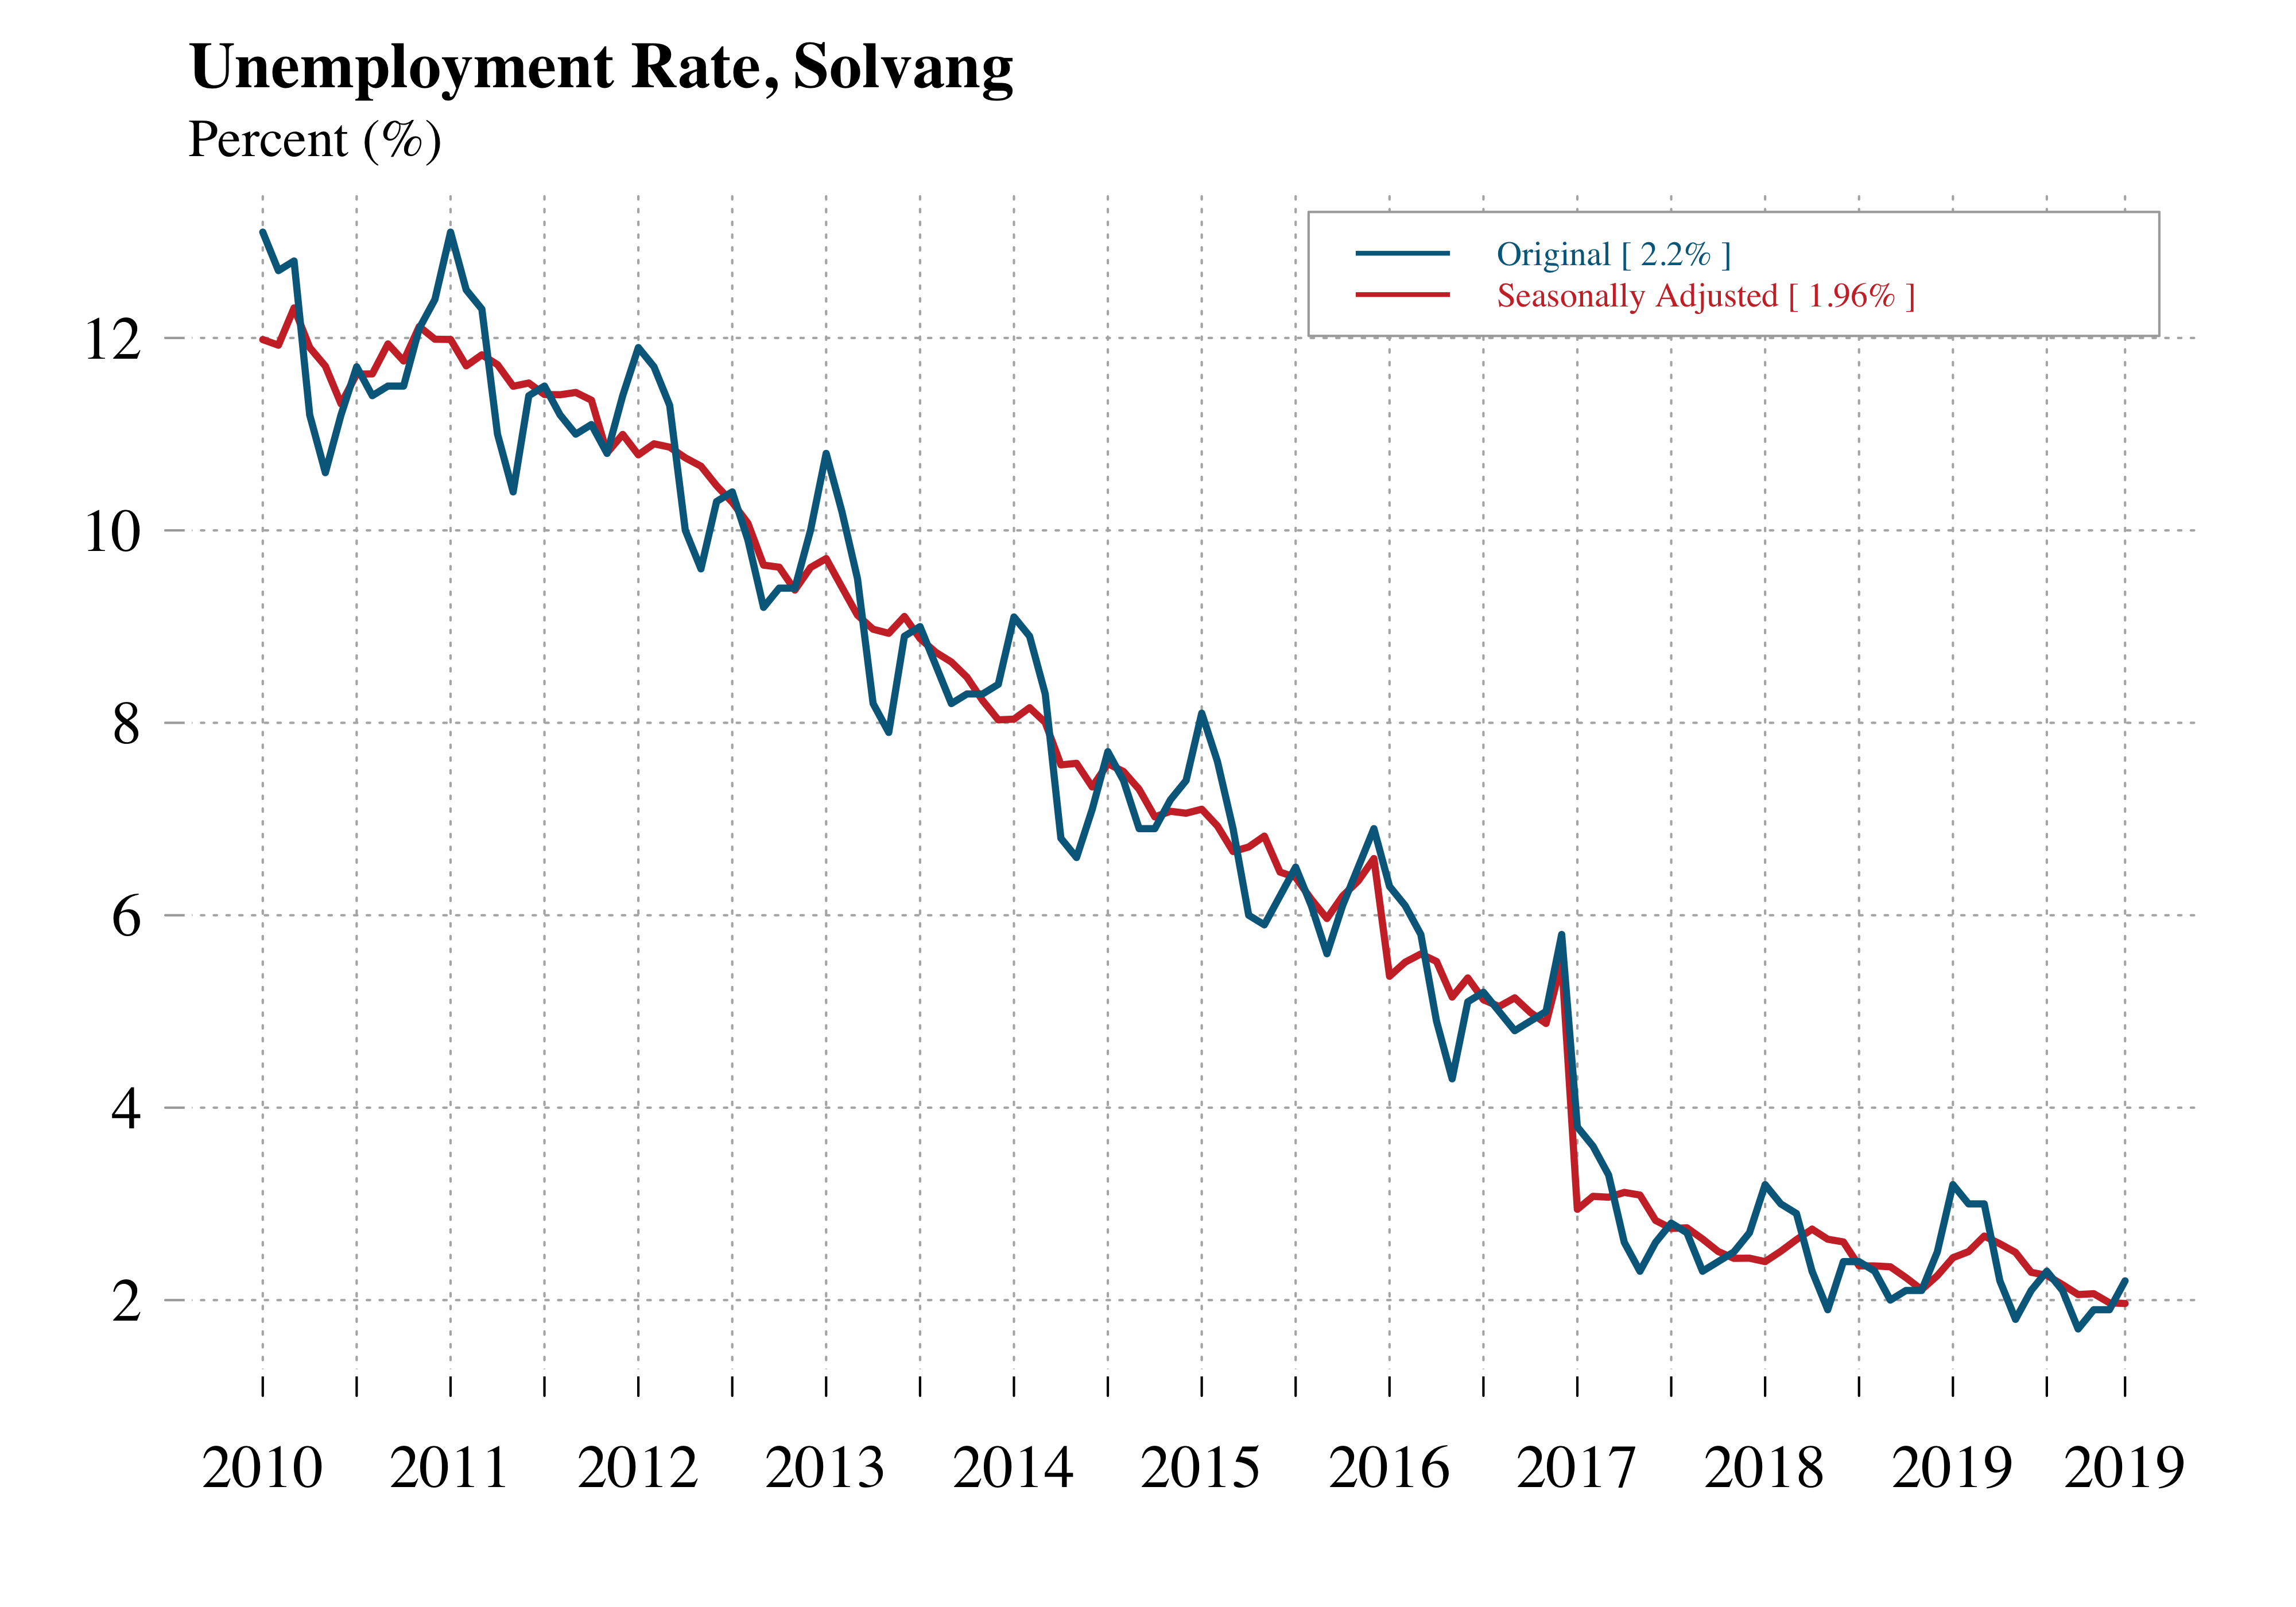 Unemployment Rate, Solvang
Percent (%)
Original [ 2.2% ]
Seasonally Adjusted [ 1.96% ]
12
10
8
6
4
2
2010 2011 2012 2013 2014 2015 2016 2017 2018 2019 2019